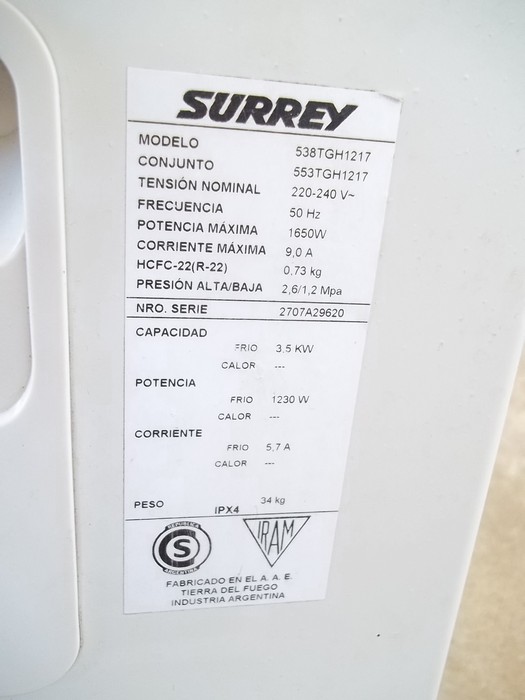 SURREY
MODELO 538TGH1217
CONJUNTO 553TGH1217
TENSIÓN NOMINAL 220-240 V~
FRECUENCIA 50 Hz
POTENCIA MÁXIMA 1650W
CORRIENTE MÁXIMA 9,0 A
HCFC-22(R-22) 0,73 kg
PRESIÓN ALTA/BAJA 2,6/1,2 Mpa
NRO. SERIE 2707A29620
CAPACIDAD
FRIO 3,5 KW
CALOR ---
POTENCIA
FRIO 1230 W
CALOR ---
CORRIENTE
FRIO 5,7 A
CALOR ---
PESO 34 kg
IPX4
REPUBLICA
S
ARGENTINA
IRAM
FABRICADO EN EL A. A. E.
TIERRA DEL FUEGO
INDUSTRIA ARGENTINA